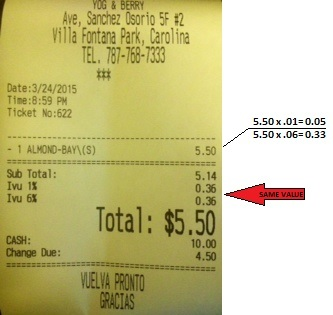 YOG & BERRY
Ave, Sanchez Osorio 5F #2
Villa Fontana Park, Carolina
TEL. 787-768-7333
***
Date:3/24/2015
Time:8:59 PM
Ticket No:622
- 1 ALMOND-BAY\(S) 5.50
5.50 x .01= 0.05
5.50 x .06= 0.33
Sub Total: 5.14
Ivu 1% 0.36
Ivu 6% 0.36
SAME VALUE
Total: $5.50
CASH: 10.00
Change Due: 4.50
VUELVA PRONTO
GRACIAS